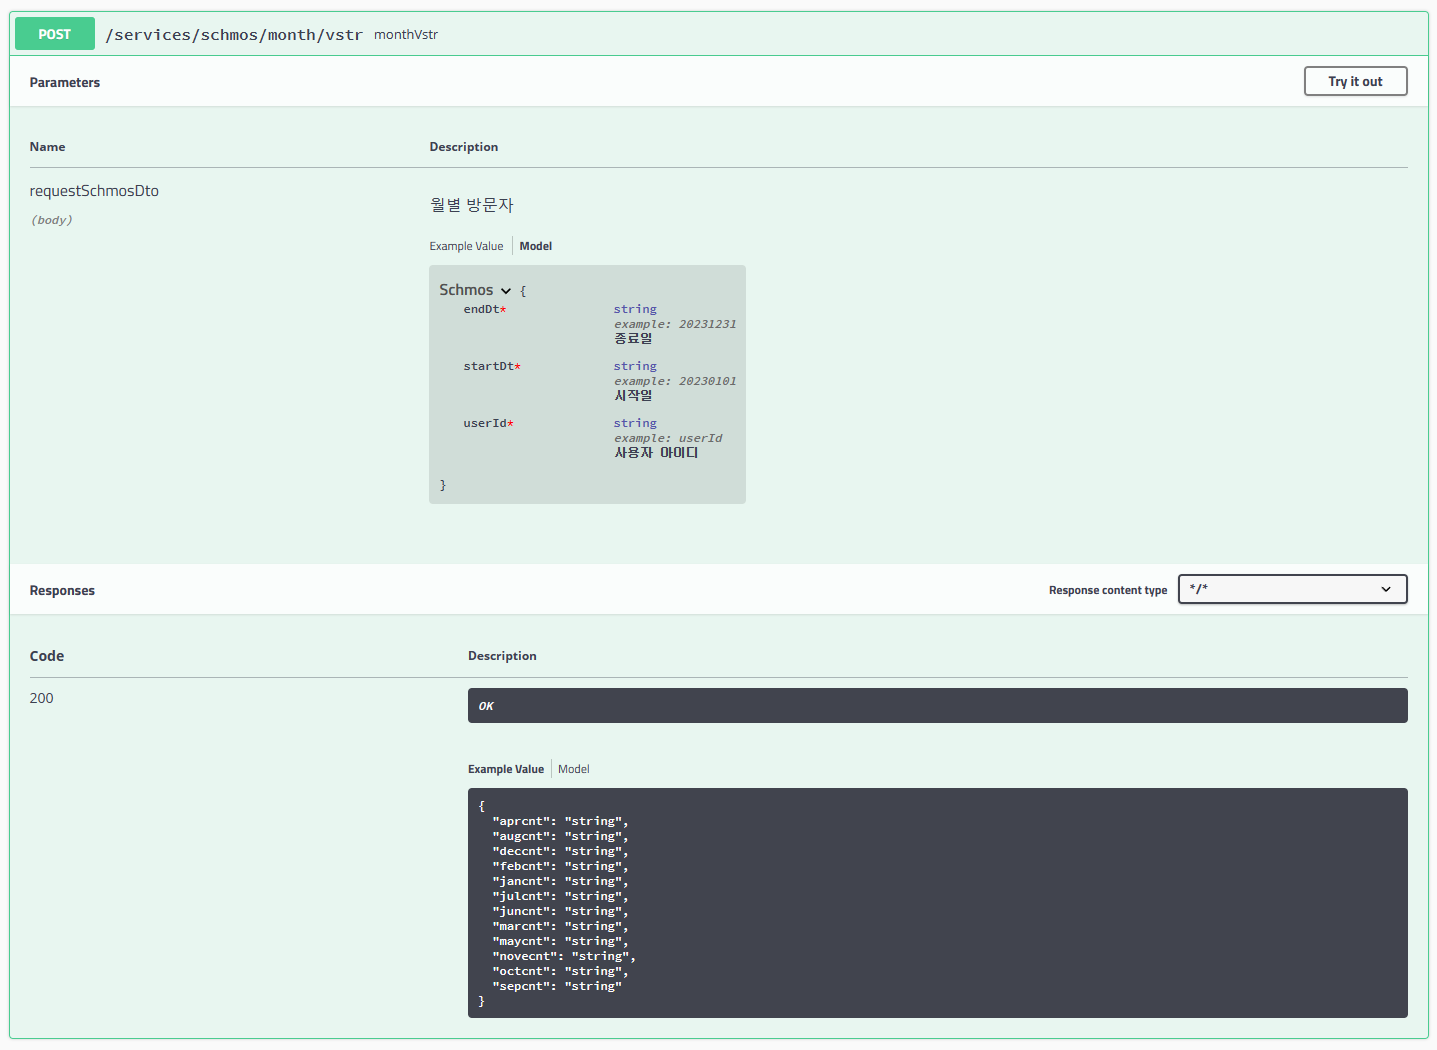 POST /services/schmos/month/vstr monthVstr
Parameters
Try it out
Name Description
requestSchmosDto
(body)
월별 방문자
Example Value Model
Schmos {
endDt* string
example: 20231231
종료일
startDt* string
example: 20230101
시작일
userId* string
example: userId
사용자 아이디
}
Responses
Response content type */*
Code Description
200
OK
Example Value Model
{
"aprcnt": "string",
"augcnt": "string",
"deccnt": "string",
"febcnt": "string",
"jancnt": "string",
"julcnt": "string",
"juncnt": "string",
"marcnt": "string",
"maycnt": "string",
"novecnt": "string",
"octcnt": "string",
"sepcnt": "string"
}